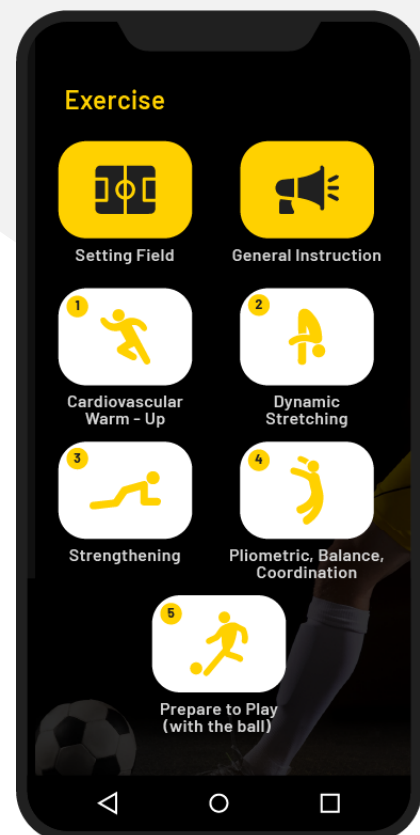 Exercise
Setting Field
General Instruction
1
2
Cardiovascular
Warm - Up
Dynamic
Stretching
3
4
Strengthening
Pliometric, Balance,
Coordination
5
Prepare to Play
(with the ball)